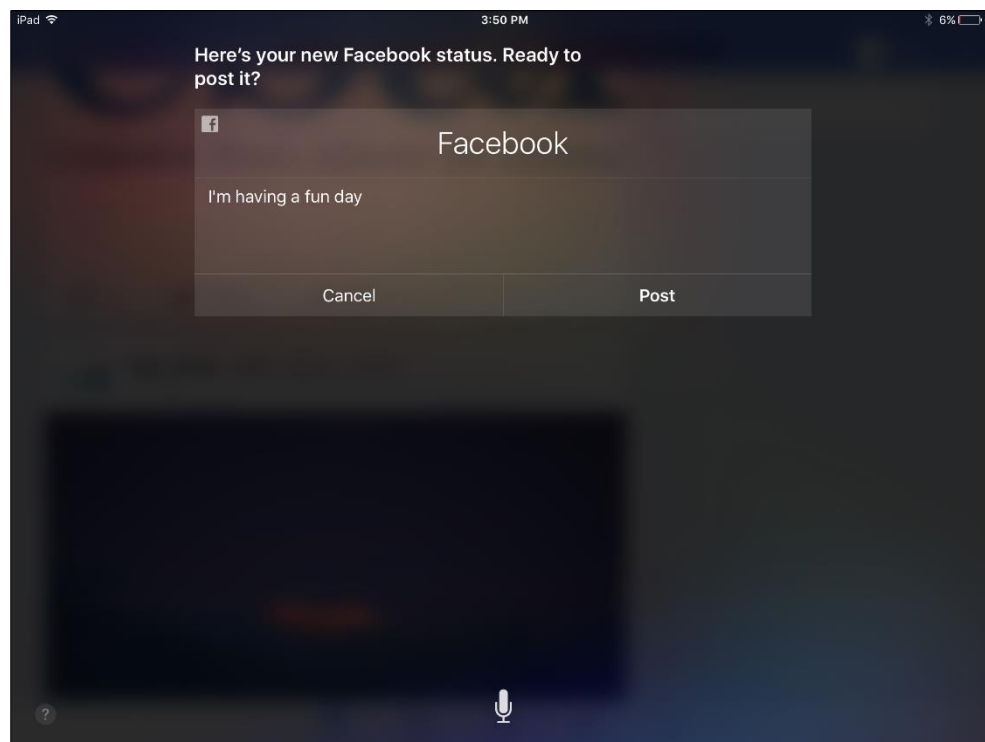 iPad 3:50 PM 6%
Here's your new Facebook status. Ready to
post it?
f
Facebook
I'm having a fun day
Cancel Post
?